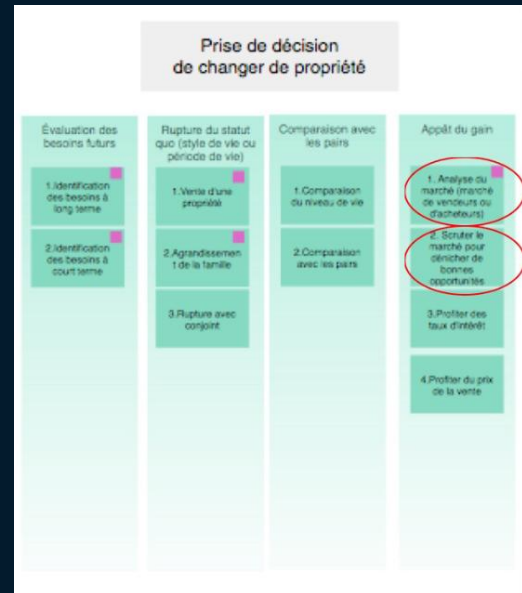 Prise de décision
de changer de propriété
Évaluation des
besoins futurs
1.Identification
des besoins à
long terme
2.Identification
des besoins à
court terme
Rupture du statut
quo (style de vie ou
période de vie)
1.Vente d'une
propriété
2.Agrandissemen
t de la famille
3.Rupture avec
conjoint
Comparaison avec
les pairs
1.Comparaison
du niveau de vie
2.Comparaison
avec les pairs
Appât du gain
1. Analyse du
marché (marché
de vendeurs ou
d'acheteurs)
2. Scruter le
marché pour
dénicher de
bonnes
opportunités
3.Profiter des
taux d'intérêt
4.Profiter du prix
de la vente